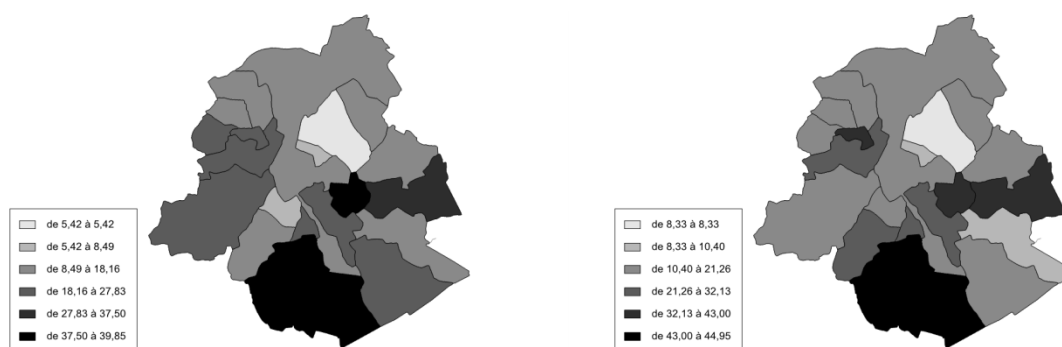 de 5,42 à 5,42
de 5,42 à 8,49
de 8,49 à 18,16
de 18,16 à 27,83
de 27,83 à 37,50
de 37,50 à 39,85
de 8,33 à 8,33
de 8,33 à 10,40
de 10,40 à 21,26
de 21,26 à 32,13
de 32,13 à 43,00
de 43,00 à 44,95